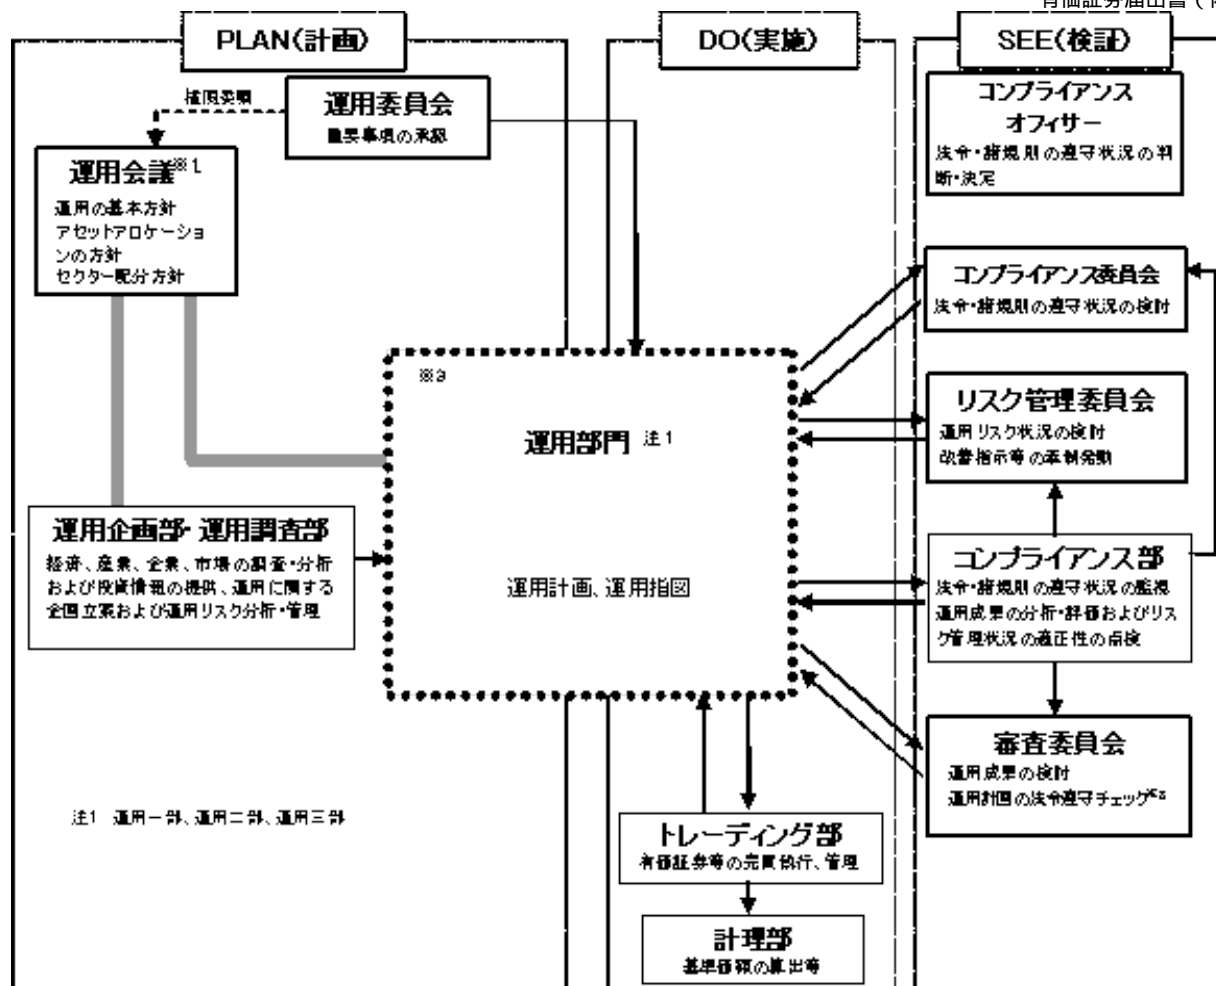 有価証券届出書（
PLAN(計画)
DO(実施)
SEE(検証)
権限委嘱
運用委員会
重要事項の承認
運用会議※1
運用の基本方針
アセットアロケーショ
ンの方針
セクター配分方針
コンプライアンス
オフィサー
法令・諸規則の遵守状況の判
断・決定
コンプライアンス委員会
法令・諸規則の遵守状況の検討
※3
運用部門 注1
運用計画、運用指図
リスク管理委員会
運用リスク状況の検討
改善指示等の牽制発動
運用企画部・運用調査部
経済、産業、企業、市場の調査・分析
および投資情報の提供、運用に関する
企画立案および運用リスク分析・管理
コンプライアンス部
法令・諸規則の遵守状況の監視
運用成果の分析・評価およびリス
ク管理状況の適正性の点検
審査委員会
運用成果の検討
運用計画の法令遵守チェック
注1 運用一部、運用二部、運用三部
トレーディング部
有価証券等の売買執行、管理
計理部
基準価額の算出等